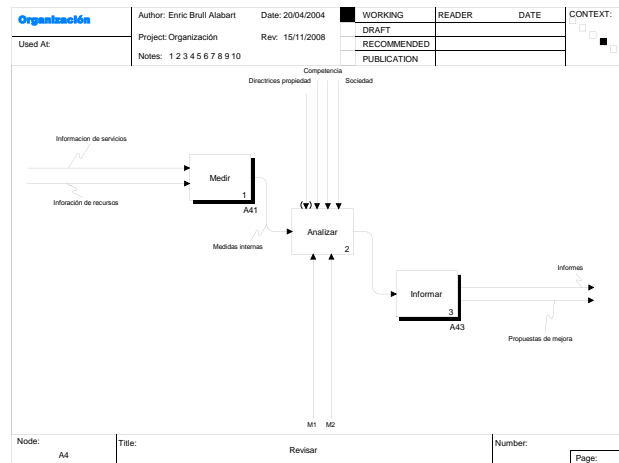 Organización
Used At:
Author: Enric Brull Alabart
Date: 20/04/2004
Project: Organización
Rev: 15/11/2008
Notes: 1 2 3 4 5 6 7 8 9 10
WORKING
DRAFT
RECOMMENDED
PUBLICATION
READER
DATE
CONTEXT:
Competencia
Directrices propiedad
Sociedad
Informacion de servicios
Inforación de recursos
Medir
1
A41
Medidas internas
Analizar
2
Informar
3
A43
Informes
Propuestas de mejora
M1
M2
Node:
A4
Title:
Revisar
Number:
Page: